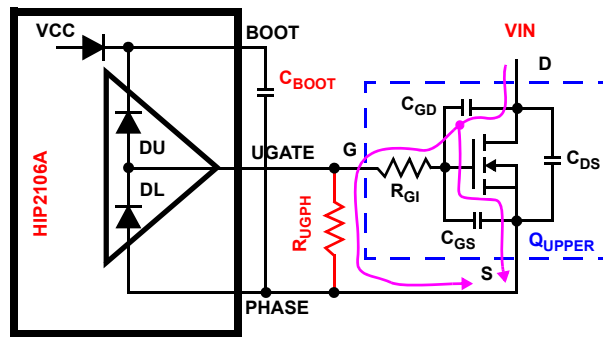 VCC
BOOT
VIN
D
CBOOT
CGD
DU
UGATE
G
CDS
HIP2106A
DL
RGI
RUGPH
CGS
QUPPER
S
PHASE